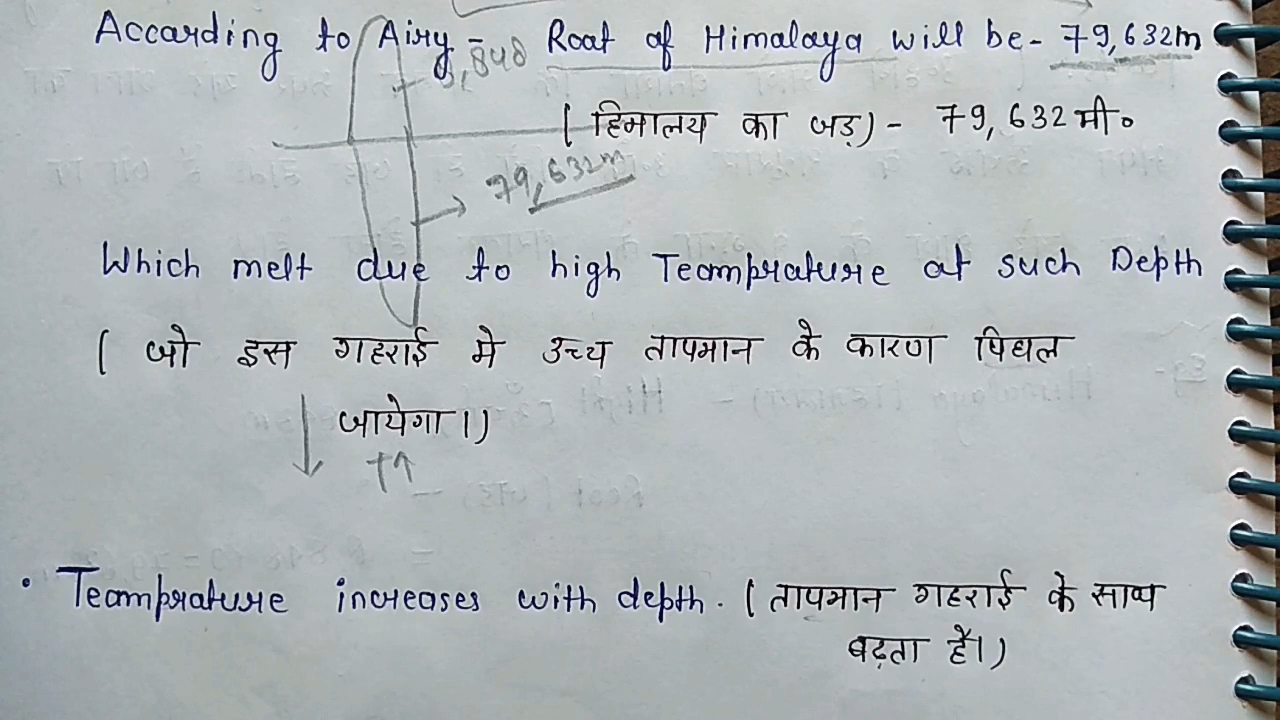 According to Airy - Root of Himalaya will be - 79,632m
8,848
( हिमालय का जड़) - 79,632 मी०
79,632m
Which melt due to high Teamprature at such Depth
( जो इस गहराई मे उच्च तापमान के कारण पिघल
जायेगा।)
T↑
• Teamprature increases with depth. ( तापमान गहराई के साथ
बढ़ता है।)